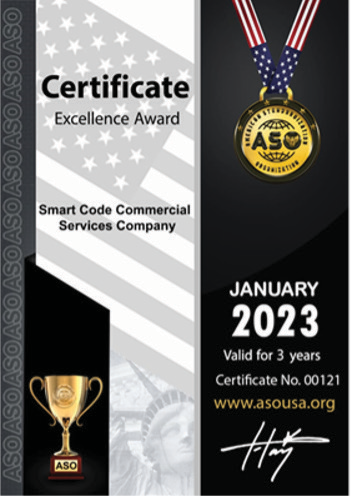 ASO ASO ASO ASO ASO ASO ASO ASO ASO
Certificate
Excellence Award
Smart Code Commercial
Services Company
AMERICAN STANDARDIZATION
ASO
ORGANIZATION
JANUARY
2023
Valid for 3 years
Certificate No. 00121
www.asousa.org
ASO